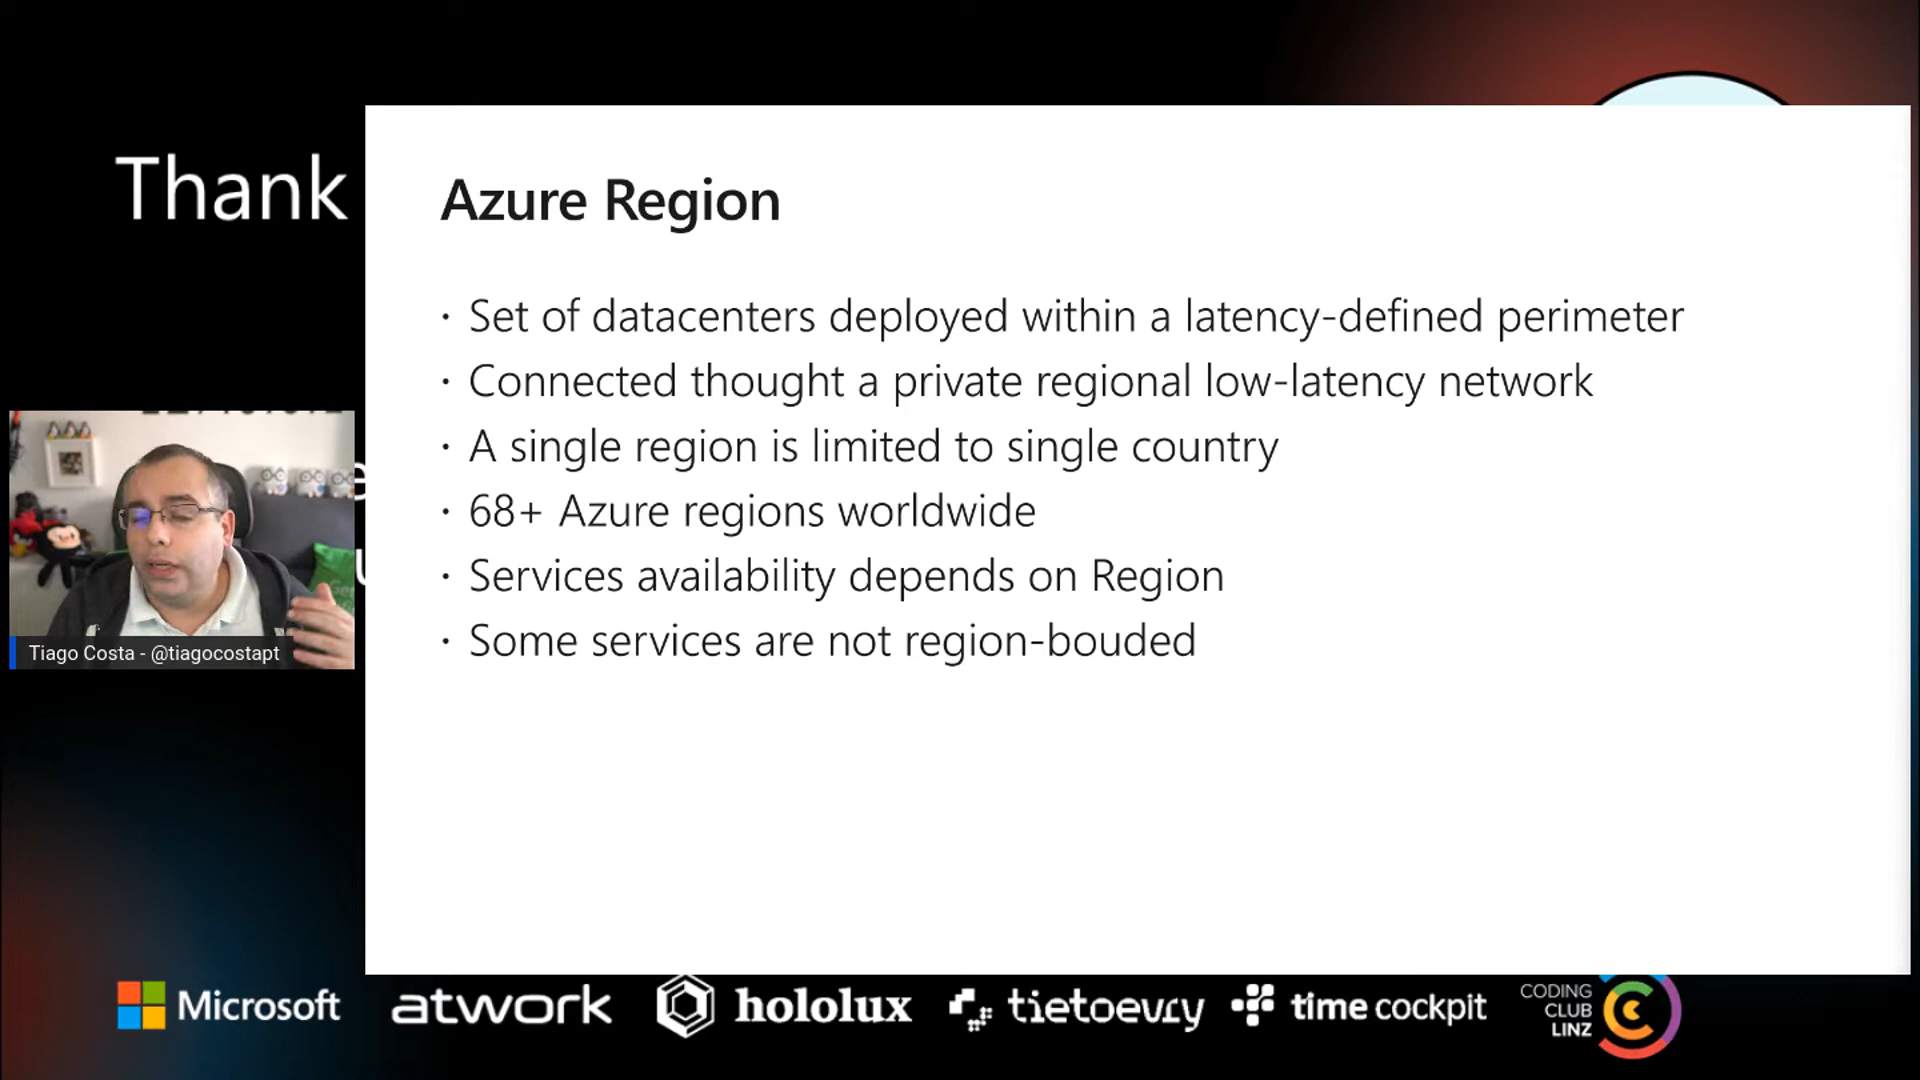 Thank
Azure Region
· Set of datacenters deployed within a latency-defined perimeter
· Connected thought a private regional low-latency network
· A single region is limited to single country
· 68+ Azure regions worldwide
· Services availability depends on Region
· Some services are not region-bouded
Tiago Costa - @tiagocostapt
Microsoft
atwork
hololux
tietoevry
time cockpit
CODING
CLUB
LINZ